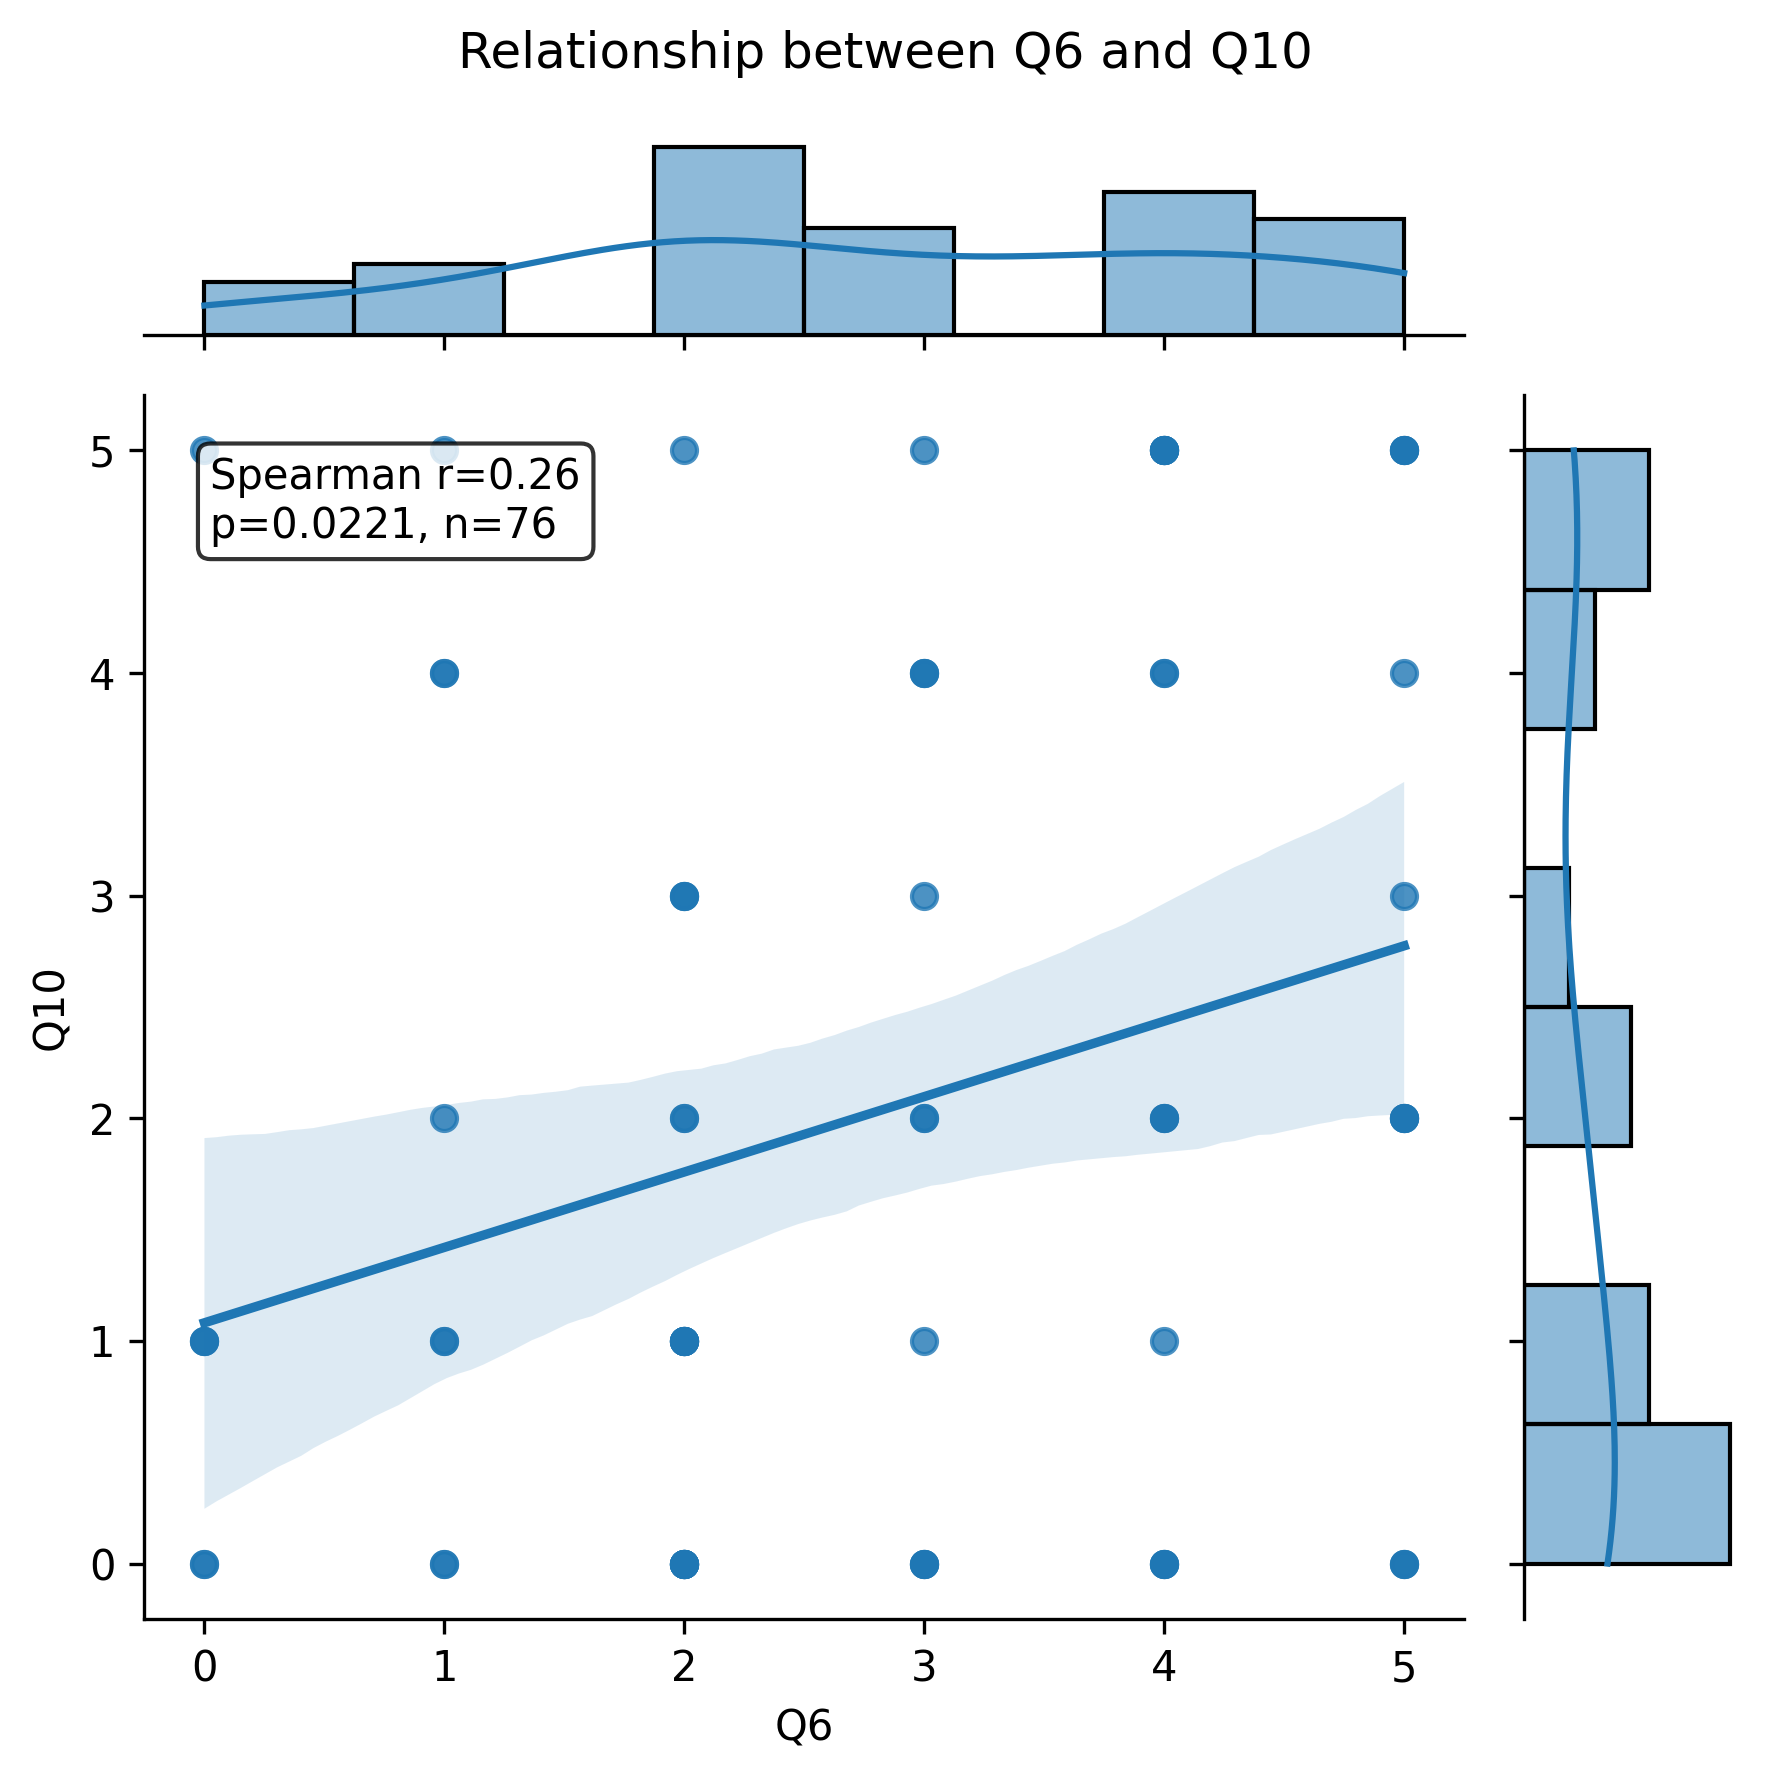 Relationship between Q6 and Q10
Spearman r=0.26
p=0.0221, n=76
5
4
3
2
1
0
Q10
0 1 2 3 4 5
Q6